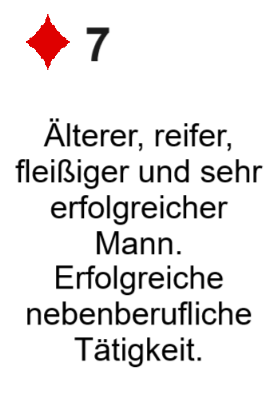 7
Älterer, reifer,
fleißiger und sehr
erfolgreicher
Mann.
Erfolgreiche
nebenberufliche
Tätigkeit.